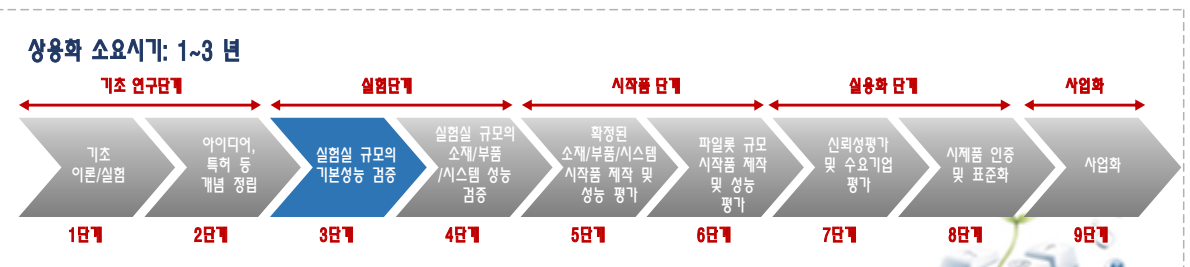 상용화 소요시기: 1~3 년
기초 연구단계
실험단계
시작품 단계
실용화 단계
사업화
기초
이론/실험
아이디어,
특허 등
개념 정립
실험실 규모의
기본성능 검증
실험실 규모의
소재/부품
/시스템 성능
검증
확정된
소재/부품/시스템
시작품 제작 및
성능 평가
파일롯 규모
시작품 제작
및 성능
평가
신뢰성평가
및 수요기업
평가
시제품 인증
및 표준화
사업화
1단계
2단계
3단계
4단계
5단계
6단계
7단계
8단계
9단계